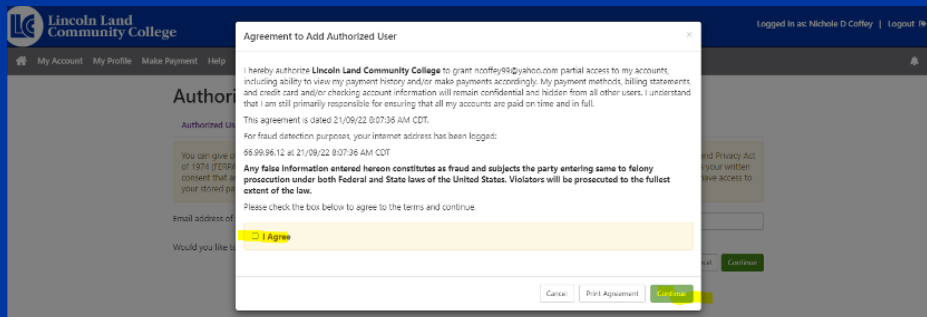 Lincoln Land
Community College
Logged in as: Nichole D Coffey | Logout
My Account My Profile Make Payment Help
Agreement to Add Authorized User ×
I hereby authorize Lincoln Land Community College to grant ncoffey99@yahoo.com partial access to my accounts,
including ability to view my payment history and/or make payments accordingly. My payment methods, billing statements,
and credit card and/or checking account information will remain confidential and hidden from all other users. I understand
that I am still primarily responsible for ensuring that all my accounts are paid on time and in full.
This agreement is dated 21/09/22 8:07:36 AM CDT.
For fraud detection purposes, your internet address has been logged:
66.99.96.12 at 21/09/22 8:07:36 AM CDT
Any false information entered hereon constitutes as fraud and subjects the party entering same to felony
prosecution under both Federal and State laws of the United States. Violators will be prosecuted to the fullest
extent of the law.
Please check the box below to agree to the terms and continue.
I Agree
Cancel Print Agreement Continue
Authori
Authorized Us
You can give o
and Privacy Act
of 1974 (FERPA
your written
consent that a
have access to
your stored pa
Email address of
Would you like to
Continue